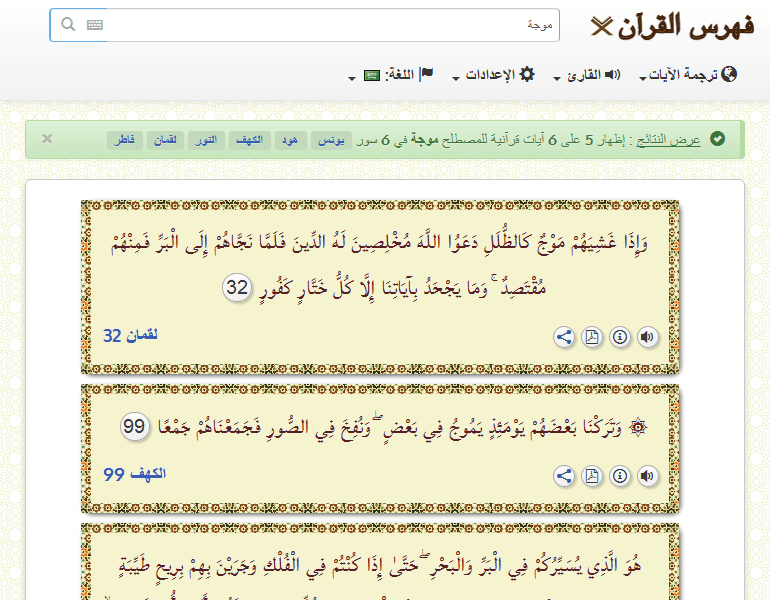 فهرس القرآن
موجة
ترجمة الآيات القارئ الإعدادات اللغة:
عرض النتائج : إظهار 5 على 6 آيات قرآنية للمصطلح موجة في 6 سور يونس هود الكهف النور لقمان فاطر ×
وَإِذَا غَشِيَهُمْ مَوْجٌ كَالظُّلَلِ دَعَوُا اللَّهَ مُخْلِصِينَ لَهُ الدِّينَ فَلَمَّا نَجَّاهُمْ إِلَى الْبَرِّ فَمِنْهُمْ
مُقْتَصِدٌ ۚ وَمَا يَجْحَدُ بِآيَاتِنَا إِلَّا كُلُّ خَتَّارٍ كَفُورٍ 32
لقمان 32
۞ وَتَرَكْنَا بَعْضَهُمْ يَوْمَئِذٍ يَمُوجُ فِي بَعْضٍ ۖ وَنُفِخَ فِي الصُّورِ فَجَمَعْنَاهُمْ جَمْعًا 99
الكهف 99
هُوَ الَّذِي يُسَيِّرُكُمْ فِي الْبَرِّ وَالْبَحْرِ ۖ حَتَّىٰ إِذَا كُنْتُمْ فِي الْفُلْكِ وَجَرَيْنَ بِهِمْ بِرِيحٍ طَيِّبَةٍ